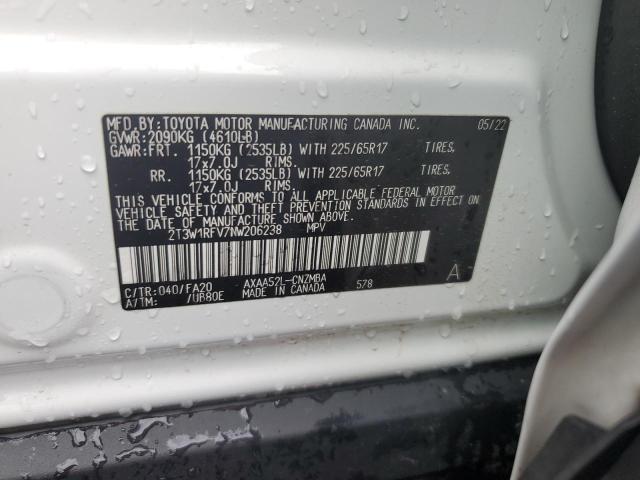 MFD.BY:TOYOTA MOTOR MANUFACTURING CANADA INC. 05/22
GVWR:2090KG (4610LB)
GAWR:FRT. 1150KG (2535LB) WITH 225/65R17 TIRES.
17x7.0J RIMS.
RR. 1150KG (2535LB) WITH 225/65R17 TIRES.
17x7.0J RIMS.
THIS VEHICLE CONFORMS TO ALL APPLICABLE FEDERAL MOTOR
VEHICLE SAFETY AND THEFT PREVENTION STANDARDS IN EFFECT ON
THE DATE OF MANUFACTURE SHOWN ABOVE.
2T3W1RFV7NW206238 MPV
C/TR:040/FA20 AXAA52L-CNZMBA 578 A
A/TM: /UB80E MADE IN CANADA